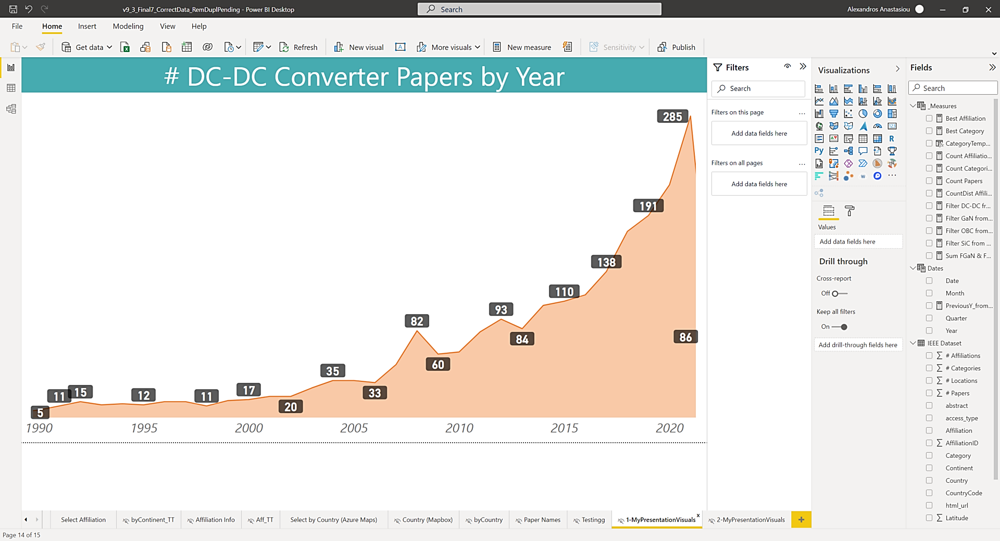 v9_3_Final7_CorrectData_RemDuplPending - Power BI Desktop
Search
Alexandros Anastasiou
File Home Insert Modeling View Help
Get data
Refresh
New visual
A
More visuals
New measure
Sensitivity
Publish
# DC-DC Converter Papers by Year
285
191
138
110
93
84
86
82
60
35
33
5
11
15
12
11
17
20
1990 1995 2000 2005 2010 2015 2020
Filters
Search
Filters on this page ...
Add data fields here
Filters on all pages ...
Add data fields here
Visualizations
123
R
Py
W
...
Values
Add data fields here
Drill through
Cross-report
Off
Keep all filters
On
Add drill-through fields here
Fields
Search
_Measures
Best Affiliation
Best Category
CategoryTemp...
Count Affiliatio...
Count Categori...
Count Papers
CountDist Affili...
Filter DC-DC fr...
Filter GaN from...
Filter OBC from...
Filter SiC from ...
Sum FGaN & F...
Dates
Date
Month
PreviousY_from...
Quarter
Year
IEEE Dataset
# Affiliations
# Categories
# Locations
# Papers
abstract
access_type
Affiliation
AffiliationID
Category
Continent
Country
CountryCode
html_url
Latitude
Select Affiliation byContinent_TT Affiliation Info Aff_TT Select by Country (Azure Maps) Country (Mapbox) byCountry Paper Names Testingg 1-MyPresentationVisuals x 2-MyPresentationVisuals +
Page 14 of 15